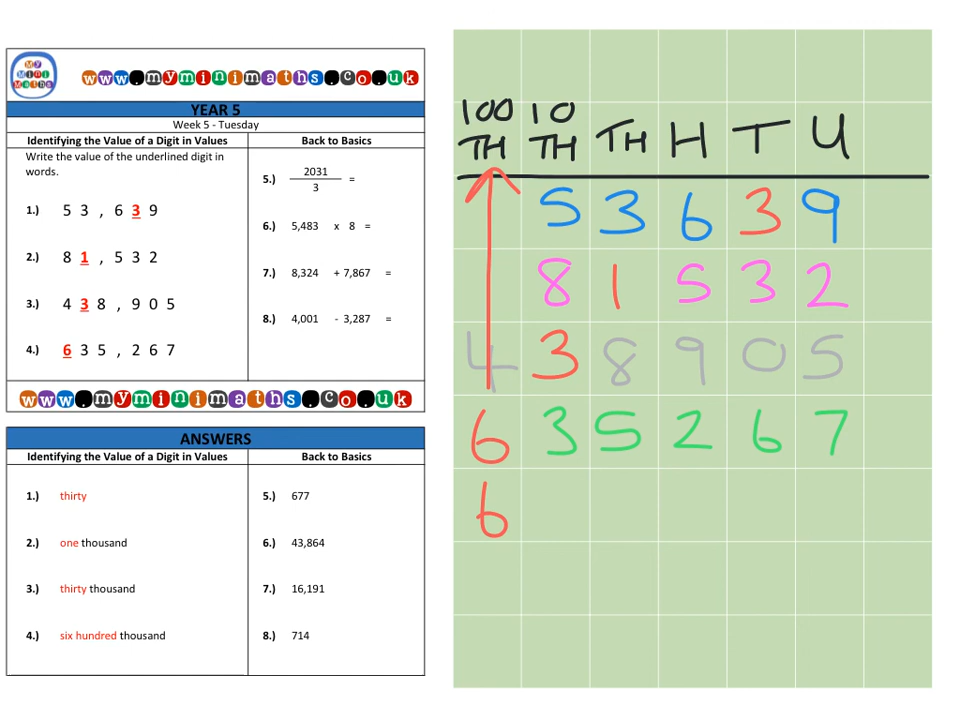 My
Mini
Maths
www.myminimaths.co.uk
YEAR 5
Week 5 - Tuesday
Identifying the Value of a Digit in Values
Write the value of the underlined digit in
words.
1.) 5 3 , 6 3 9
2.) 8 1 , 5 3 2
3.) 4 3 8 , 9 0 5
4.) 6 3 5 , 2 6 7
Back to Basics
5.) 2031
3 =
6.) 5,483 x 8 =
7.) 8,324 + 7,867 =
8.) 4,001 - 3,287 =
www.myminimaths.co.uk
ANSWERS
Identifying the Value of a Digit in Values
1.) thirty
2.) one thousand
3.) thirty thousand
4.) six hundred thousand
Back to Basics
5.) 677
6.) 43,864
7.) 16,191
8.) 714
100 10
TH TH TH H T U
5 3 6 3 9
8 1 5 3 2
4 3 8 9 0 5
6 3 5 2 6 7
6